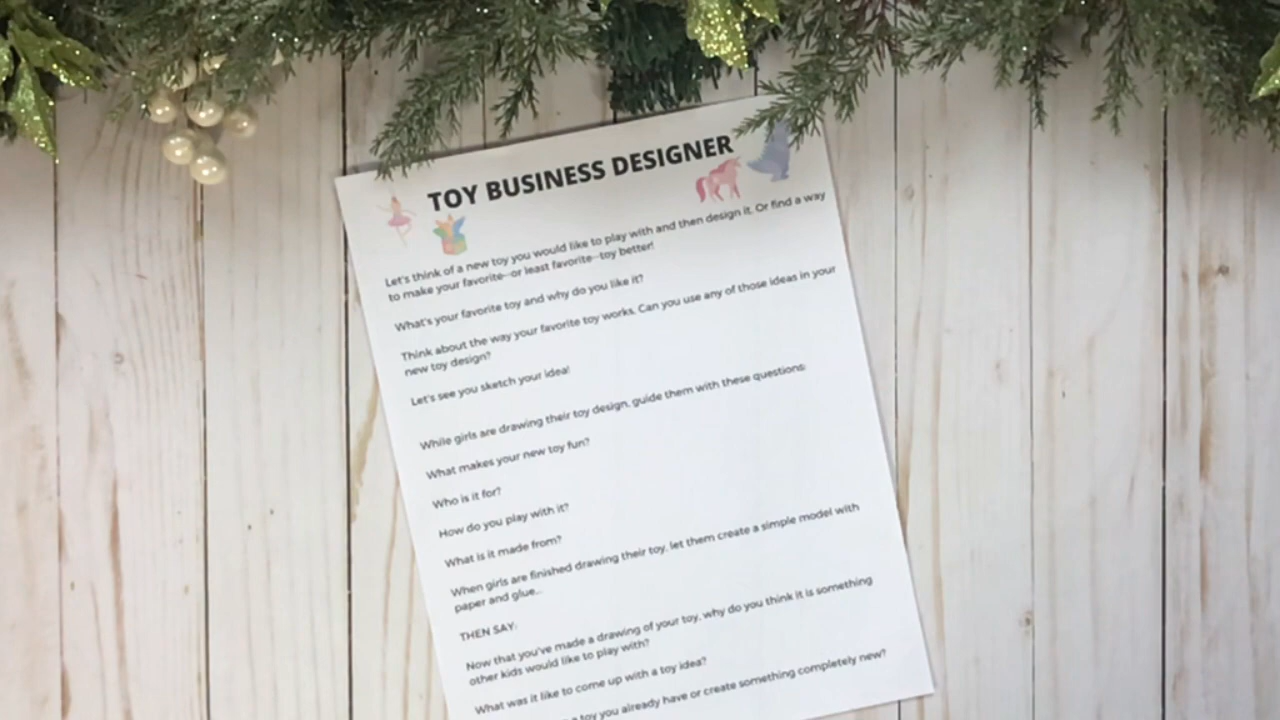 TOY BUSINESS DESIGNER
Let's think of a new toy you would like to play with and then design it. Or find a way
to make your favorite--or least favorite--toy better!
What's your favorite toy and why do you like it?
Think about the way your favorite toy works. Can you use any of those ideas in your
new toy design?
Let's see you sketch your idea!
While girls are drawing their toy design, guide them with these questions:
What makes your new toy fun?
Who is it for?
How do you play with it?
What is it made from?
When girls are finished drawing their toy, let them create a simple model with
paper and glue...
THEN SAY:
Now that you've made a drawing of your toy, why do you think it is something
other kids would like to play with?
What was it like to come up with a toy idea?
a toy you already have or create something completely new?